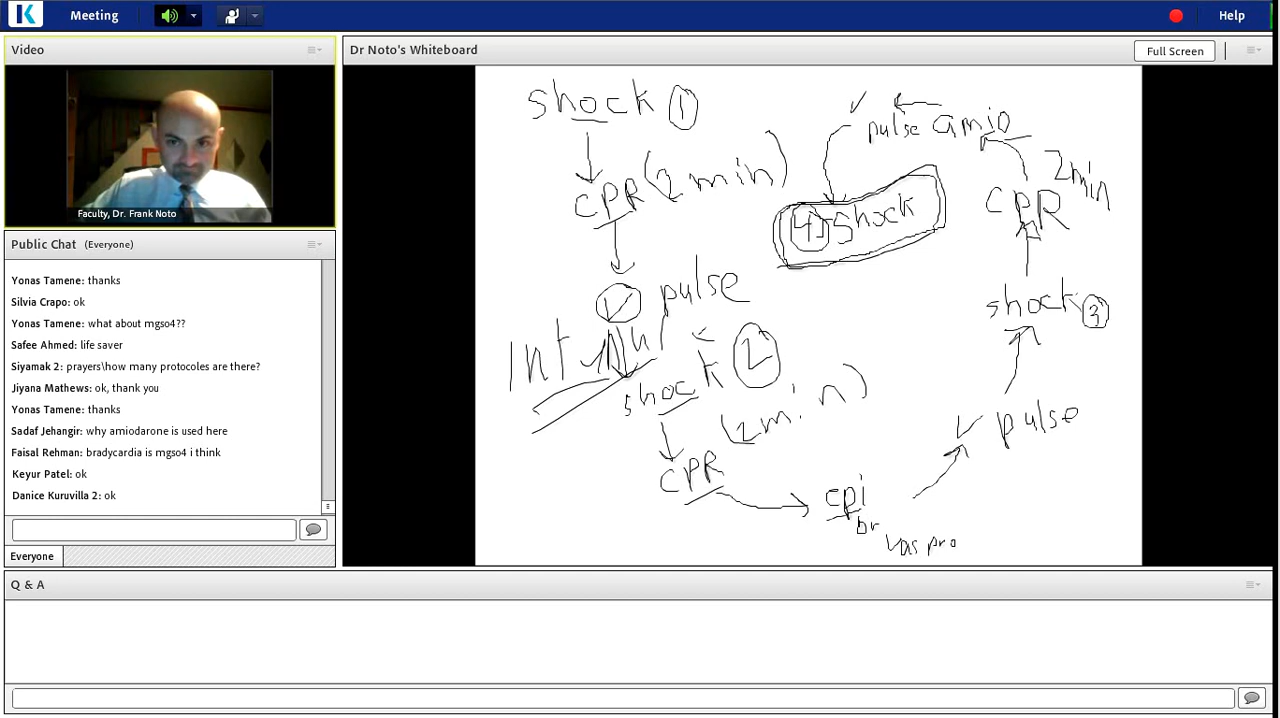 K Meeting Help
Video
Faculty, Dr. Frank Noto
Public Chat (Everyone)
Yonas Tamene: thanks
Silvia Crapo: ok
Yonas Tamene: what about mgso4??
Safee Ahmed: life saver
Siyamak 2: prayers\how many protocoles are there?
Jiyana Mathews: ok, thank you
Yonas Tamene: thanks
Sadaf Jehangir: why amiodarone is used here
Faisal Rehman: bradycardia is mgso4 i think
Keyur Patel: ok
Danice Kuruvilla 2: ok
Everyone
Dr Noto's Whiteboard
Full Screen
shock 1
CPR (2 min)
pulse
shock 2
(2 min)
CPR
epi
or
vas pro
pulse
shock 3
CPR 2 min
amio
pulse
4 shock
Q & A